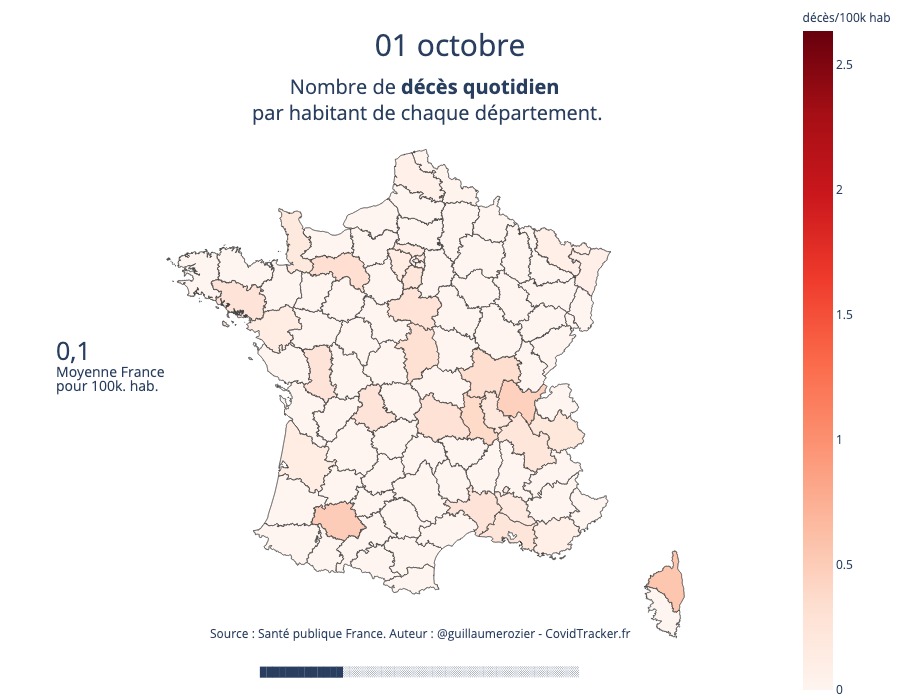 décès/100k hab
01 octobre
Nombre de décès quotidien
par habitant de chaque département.
2.5
2
1.5
1
0.5
0
0,1
Moyenne France
pour 100k. hab.
Source : Santé publique France. Auteur : @guillaumerozier - CovidTracker.fr